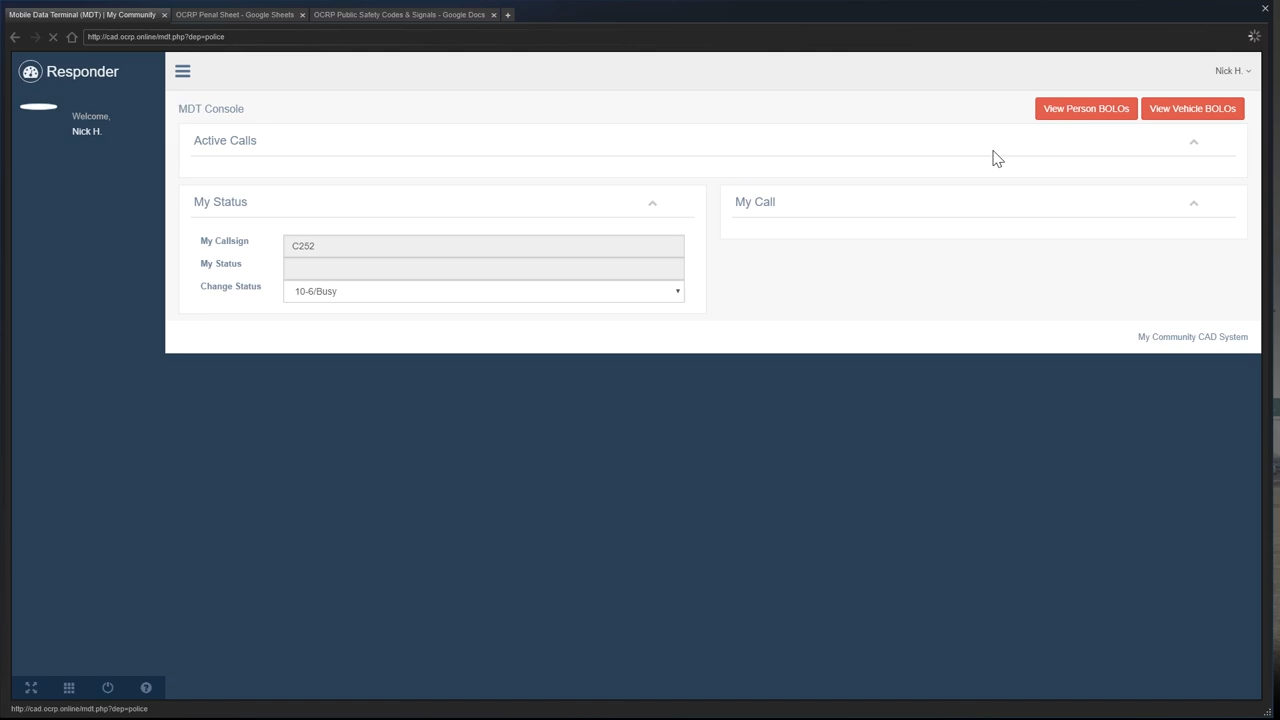 Mobile Data Terminal (MDT) | My Community
OCRP Penal Sheet - Google Sheets
OCRP Public Safety Codes & Signals - Google Docs
http://cad.ocrp.online/mdt.php?dep=police
Responder
Nick H.
Welcome,
Nick H.
MDT Console
View Person BOLOs
View Vehicle BOLOs
Active Calls
My Status
My Call
My Callsign
C252
My Status
Change Status
10-6/Busy
My Community CAD System
http://cad.ocrp.online/mdt.php?dep=police